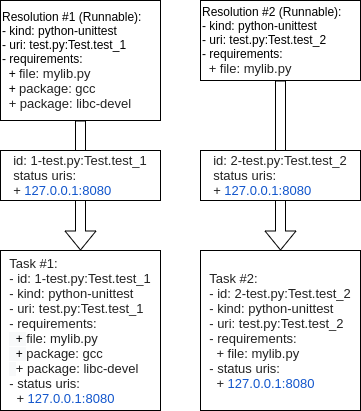 Resolution #1 (Runnable):
- kind: python-unittest
- uri: test.py:Test.test_1
- requirements:
+ file: mylib.py
+ package: gcc
+ package: libc-devel
id: 1-test.py:Test.test_1
status uris:
+ 127.0.0.1:8080
Task #1:
- id: 1-test.py:Test.test_1
- kind: python-unittest
- uri: test.py:Test.test_1
- requirements:
+ file: mylib.py
+ package: gcc
+ package: libc-devel
- status uris:
+ 127.0.0.1:8080
Resolution #2 (Runnable):
- kind: python-unittest
- uri: test.py:Test.test_2
- requirements:
+ file: mylib.py
id: 2-test.py:Test.test_2
status uris:
+ 127.0.0.1:8080
Task #2:
- id: 2-test.py:Test.test_2
- kind: python-unittest
- uri: test.py:Test.test_2
- requirements:
+ file: mylib.py
- status uris:
+ 127.0.0.1:8080